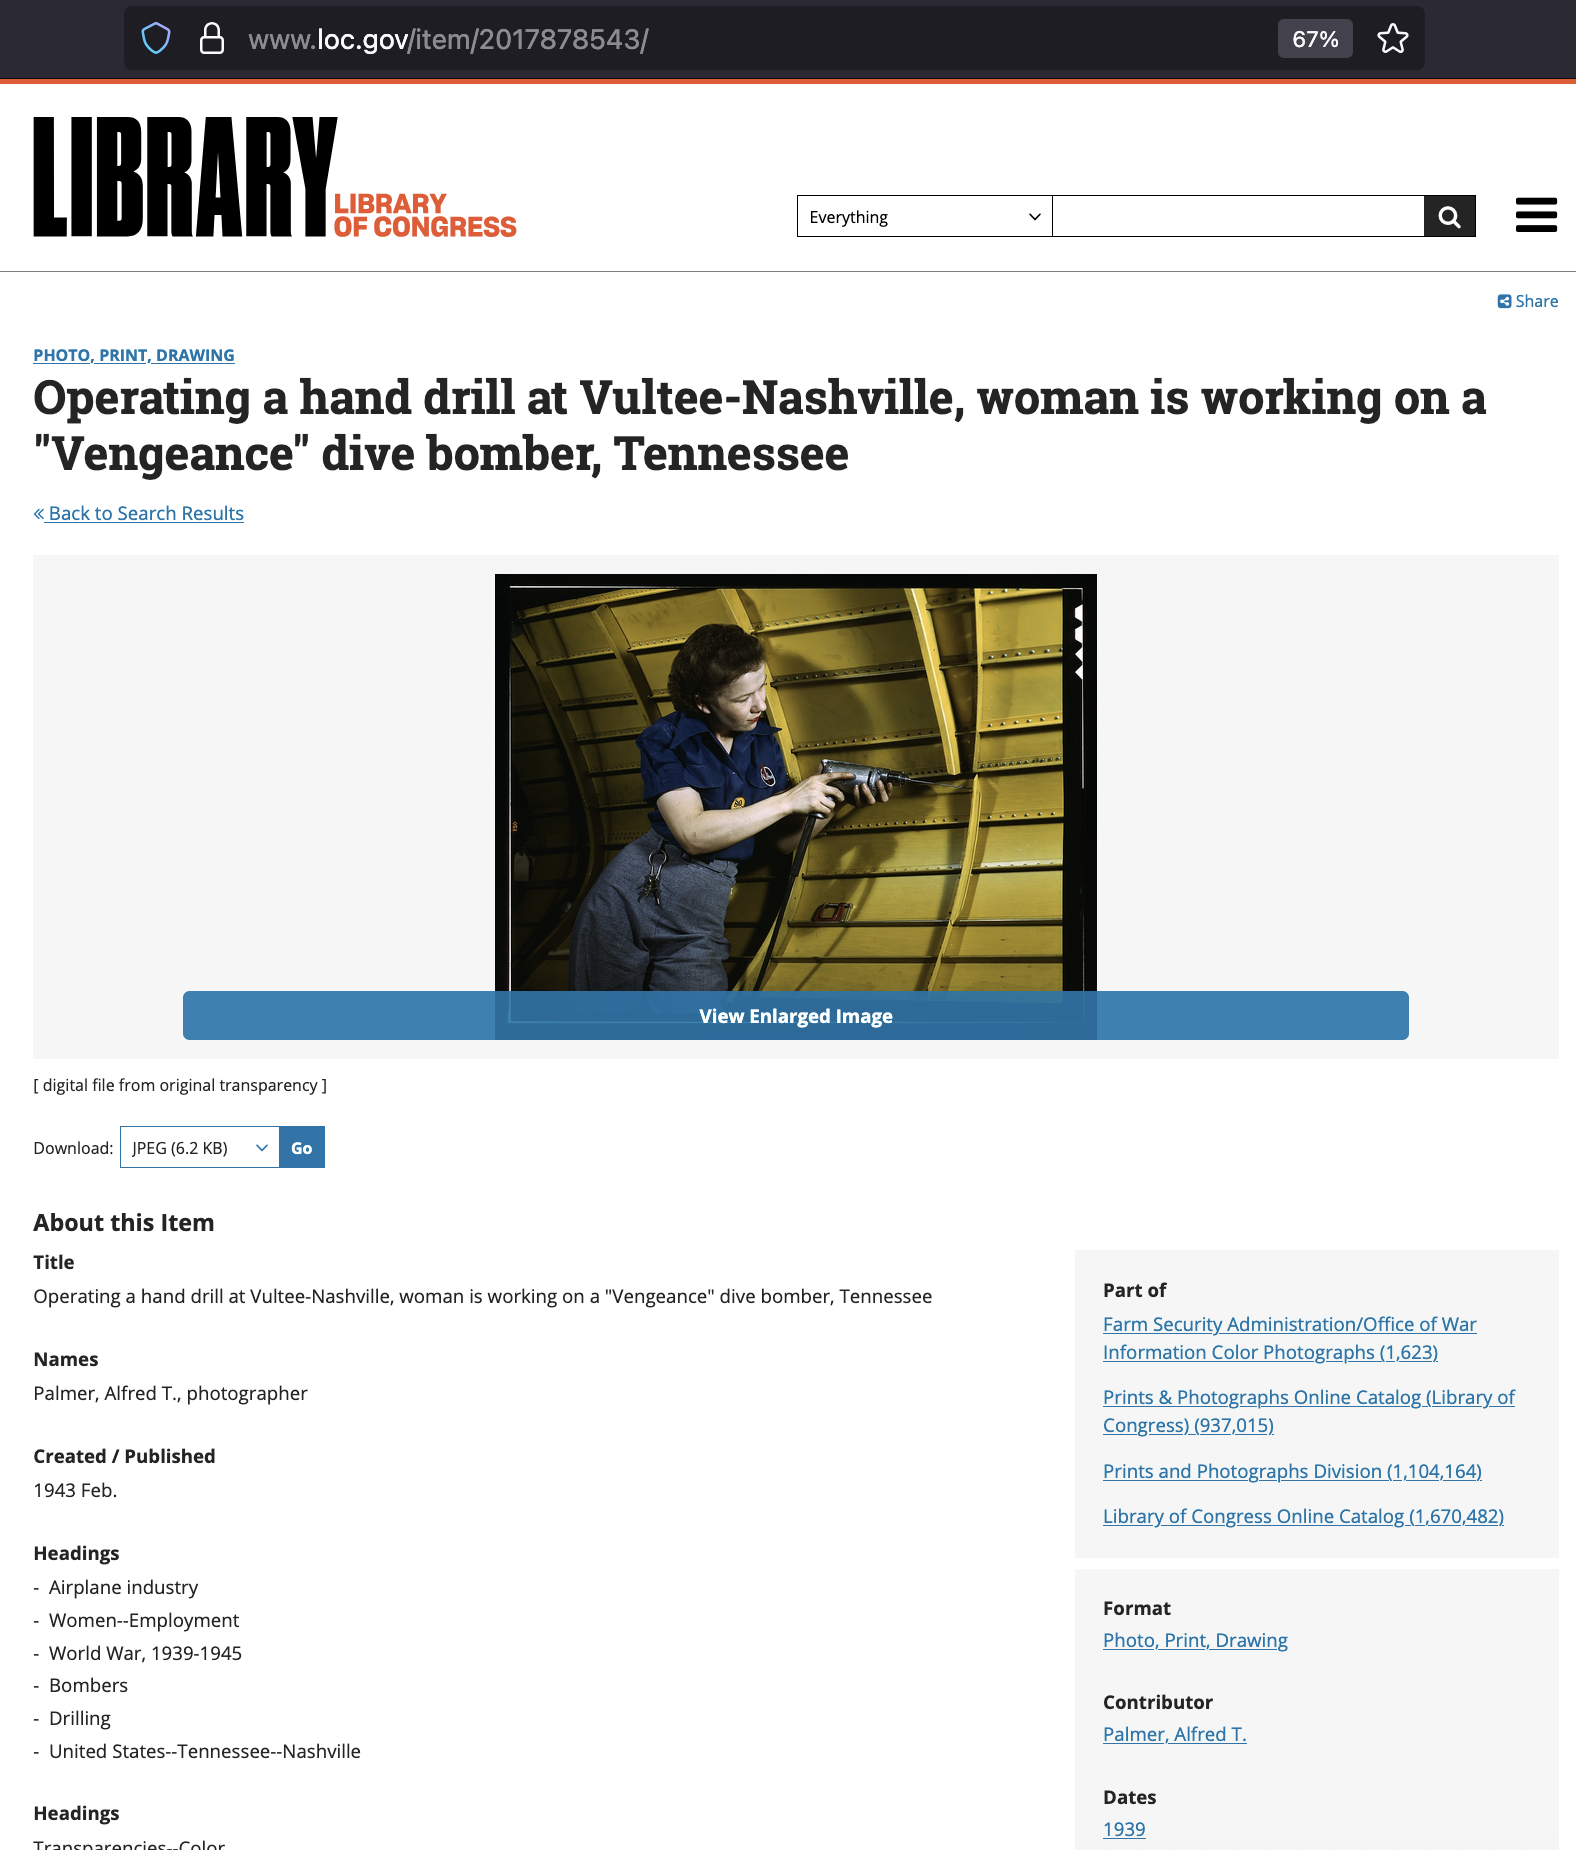 www.loc.gov/item/2017878543/
67%
LIBRARY
LIBRARY
OF CONGRESS
Everything
Share
PHOTO, PRINT, DRAWING
Operating a hand drill at Vultee-Nashville, woman is working on a
"Vengeance" dive bomber, Tennessee
« Back to Search Results
View Enlarged Image
[ digital file from original transparency ]
Download: JPEG (6.2 KB) Go
About this Item
Title
Operating a hand drill at Vultee-Nashville, woman is working on a "Vengeance" dive bomber, Tennessee
Names
Palmer, Alfred T., photographer
Created / Published
1943 Feb.
Headings
- Airplane industry
- Women--Employment
- World War, 1939-1945
- Bombers
- Drilling
- United States--Tennessee--Nashville
Headings
Transparencies--Color
Part of
Farm Security Administration/Office of War
Information Color Photographs (1,623)
Prints & Photographs Online Catalog (Library of
Congress) (937,015)
Prints and Photographs Division (1,104,164)
Library of Congress Online Catalog (1,670,482)
Format
Photo, Print, Drawing
Contributor
Palmer, Alfred T.
Dates
1939